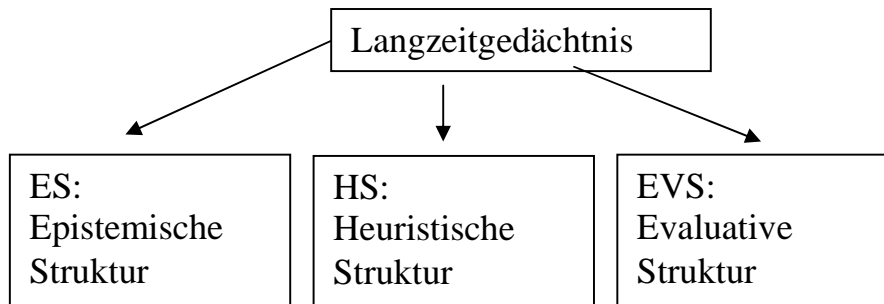 Langzeitgedächtnis
ES:
Epistemische
Struktur
HS:
Heuristische
Struktur
EVS:
Evaluative
Struktur